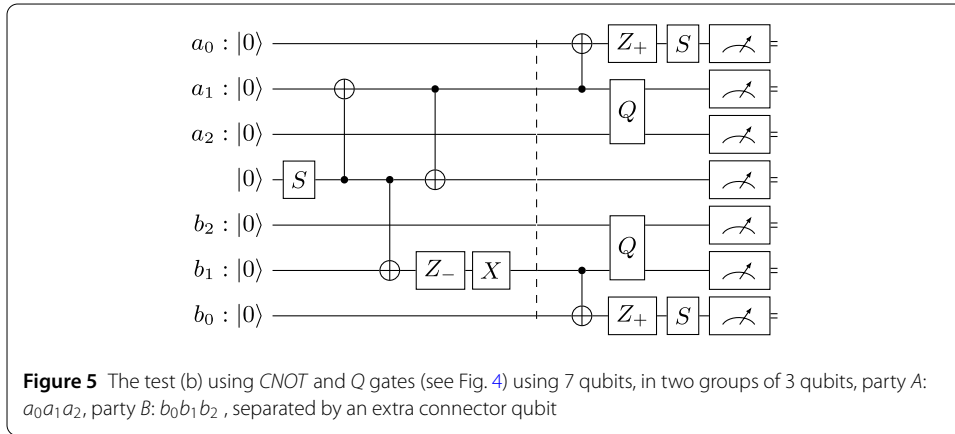 a₀ : |0⟩ Z₊ S
a₁ : |0⟩
Q
a₂ : |0⟩
|0⟩ S
b₂ : |0⟩
Q
b₁ : |0⟩ Z₋ X
b₀ : |0⟩ Z₊ S
Figure 5 The test (b) using CNOT and Q gates (see Fig. 4) using 7 qubits, in two groups of 3 qubits, party A:
a₀a₁a₂, party B: b₀b₁b₂ , separated by an extra connector qubit